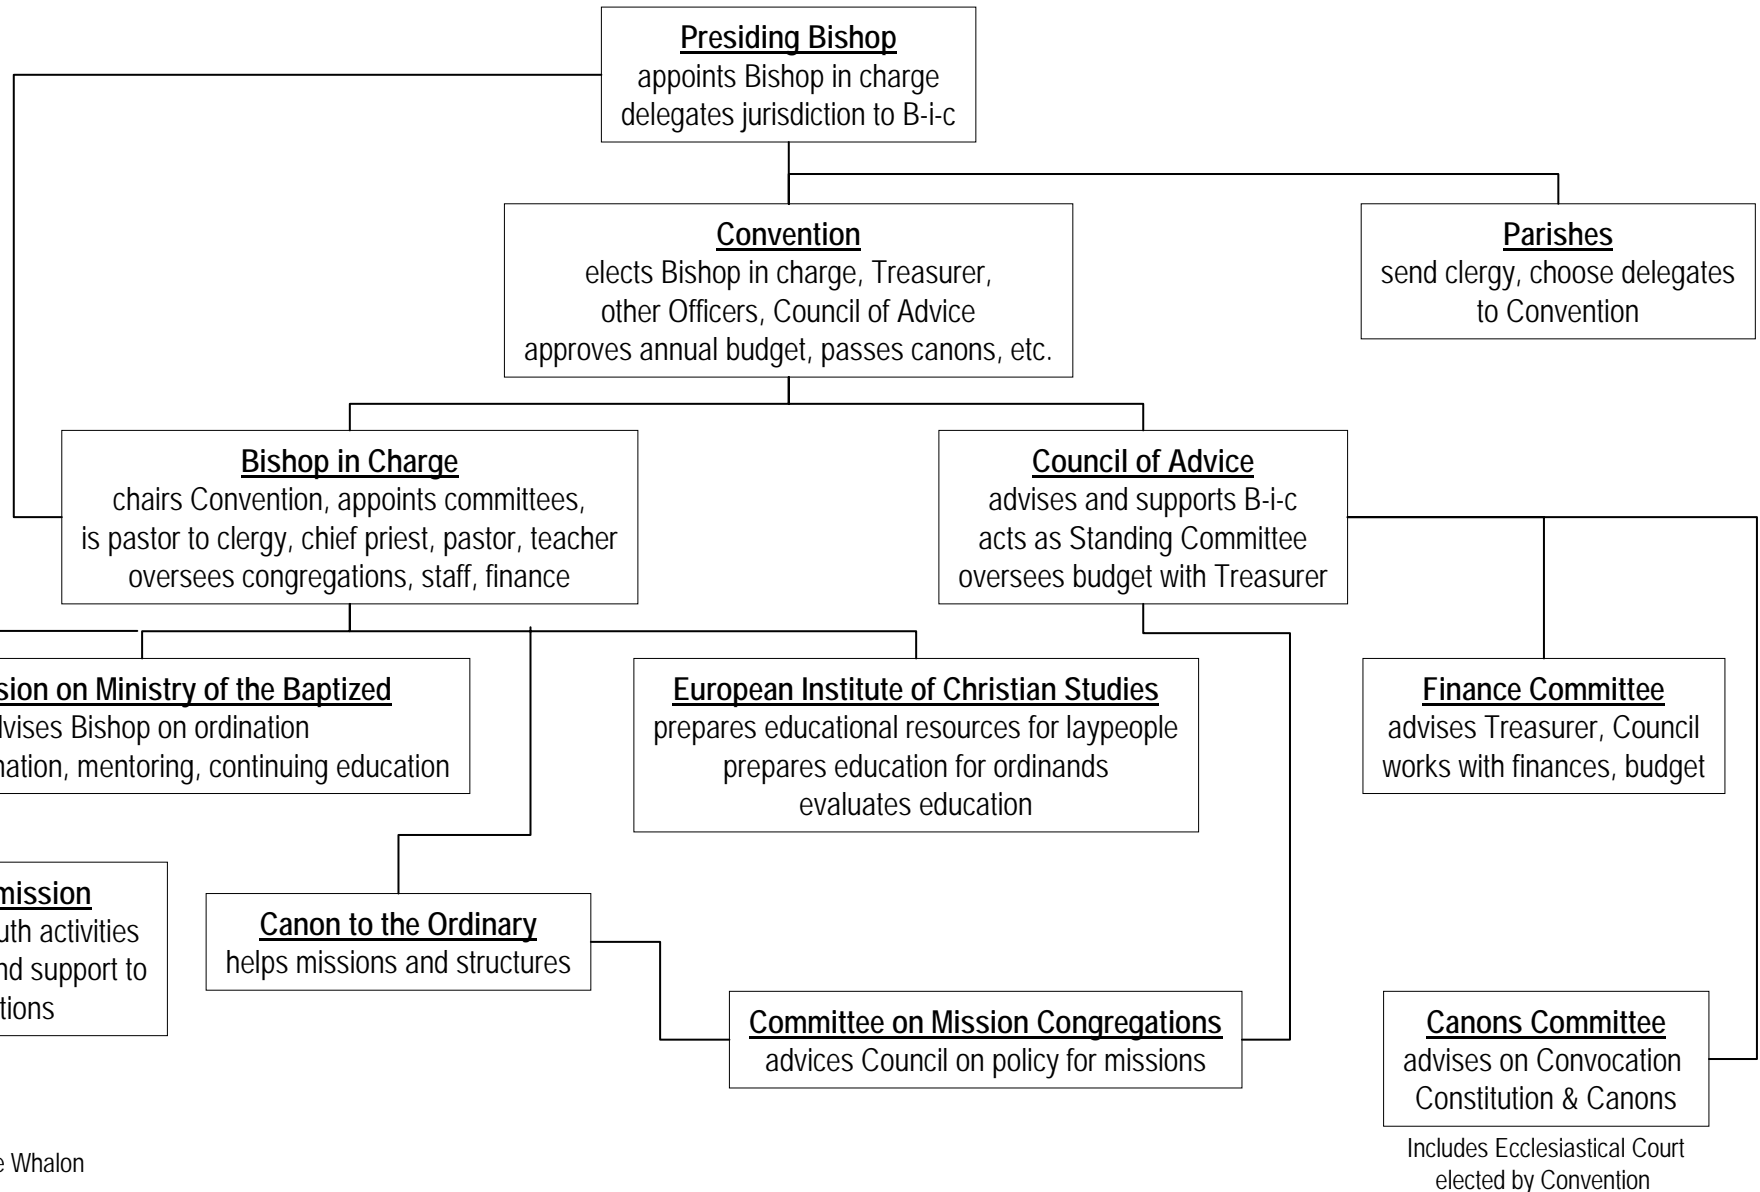 Presiding Bishop
appoints Bishop in charge
delegates jurisdiction to B-i-c
Convention
elects Bishop in charge, Treasurer,
other Officers, Council of Advice
approves annual budget, passes canons, etc.
Parishes
send clergy, choose delegates
to Convention
Bishop in Charge
chairs Convention, appoints committees,
is pastor to clergy, chief priest, pastor, teacher
oversees congregations, staff, finance
Council of Advice
advises and supports B-i-c
acts as Standing Committee
oversees budget with Treasurer
sion on Ministry of the Baptized
vises Bishop on ordination
nation, mentoring, continuing education
European Institute of Christian Studies
prepares educational resources for laypeople
prepares education for ordinands
evaluates education
Finance Committee
advises Treasurer, Council
works with finances, budget
mission
uth activities
nd support to
tions
Canon to the Ordinary
helps missions and structures
Committee on Mission Congregations
advices Council on policy for missions
Canons Committee
advises on Convocation
Constitution & Canons
Includes Ecclesiastical Court
elected by Convention
e Whalon